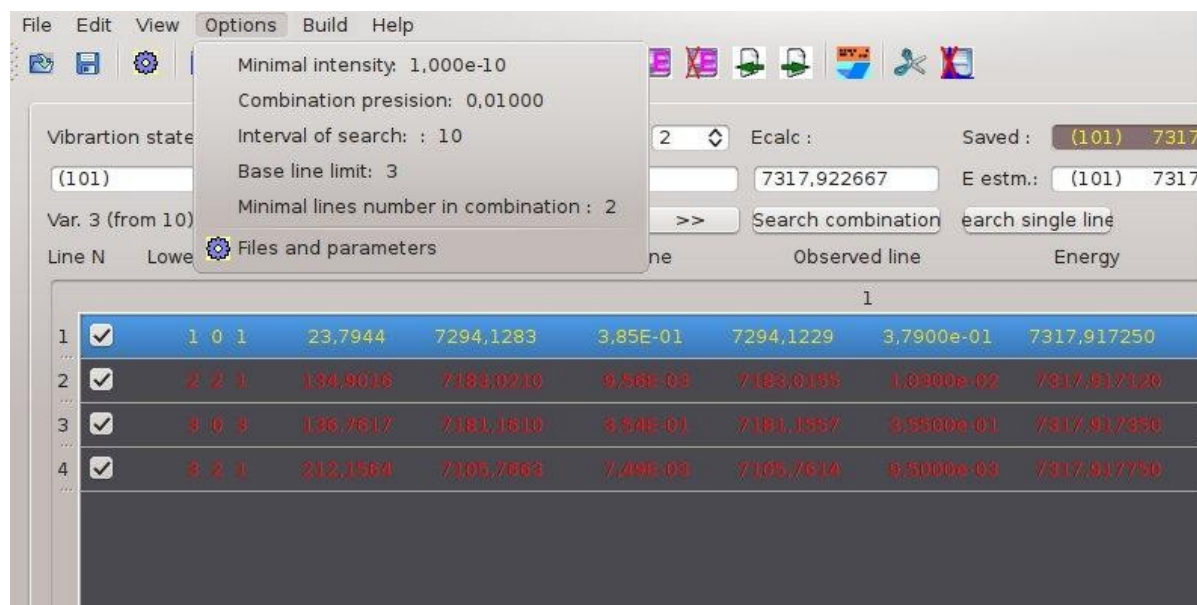 File Edit View Options Build Help
Minimal intensity: 1,000e-10
Combination presision: 0,01000
Interval of search: : 10
Base line limit: 3
Minimal lines number in combination : 2
Files and parameters
Vibrartion state 2 Ecalc : Saved : (101) 7317
(101) 7317,922667 E estm.: (101) 7317
Var. 3 (from 10) >> Search combination earch single line
Line N Lowe ne Observed line Energy
1
1 1 0 1 23,7944 7294,1283 3,85E-01 7294,1229 3,7900e-01 7317,917250
2 2 2 1 134,9016 7183,0210 9,56E-03 7183,0155 1,0300e-02 7317,917120
3 3 0 3 136,7617 7181,1610 3,54E-01 7181,1557 3,5500e-01 7317,917350
4 3 2 1 212,1564 7105,7663 7,49E-03 7105,7614 7317,917750